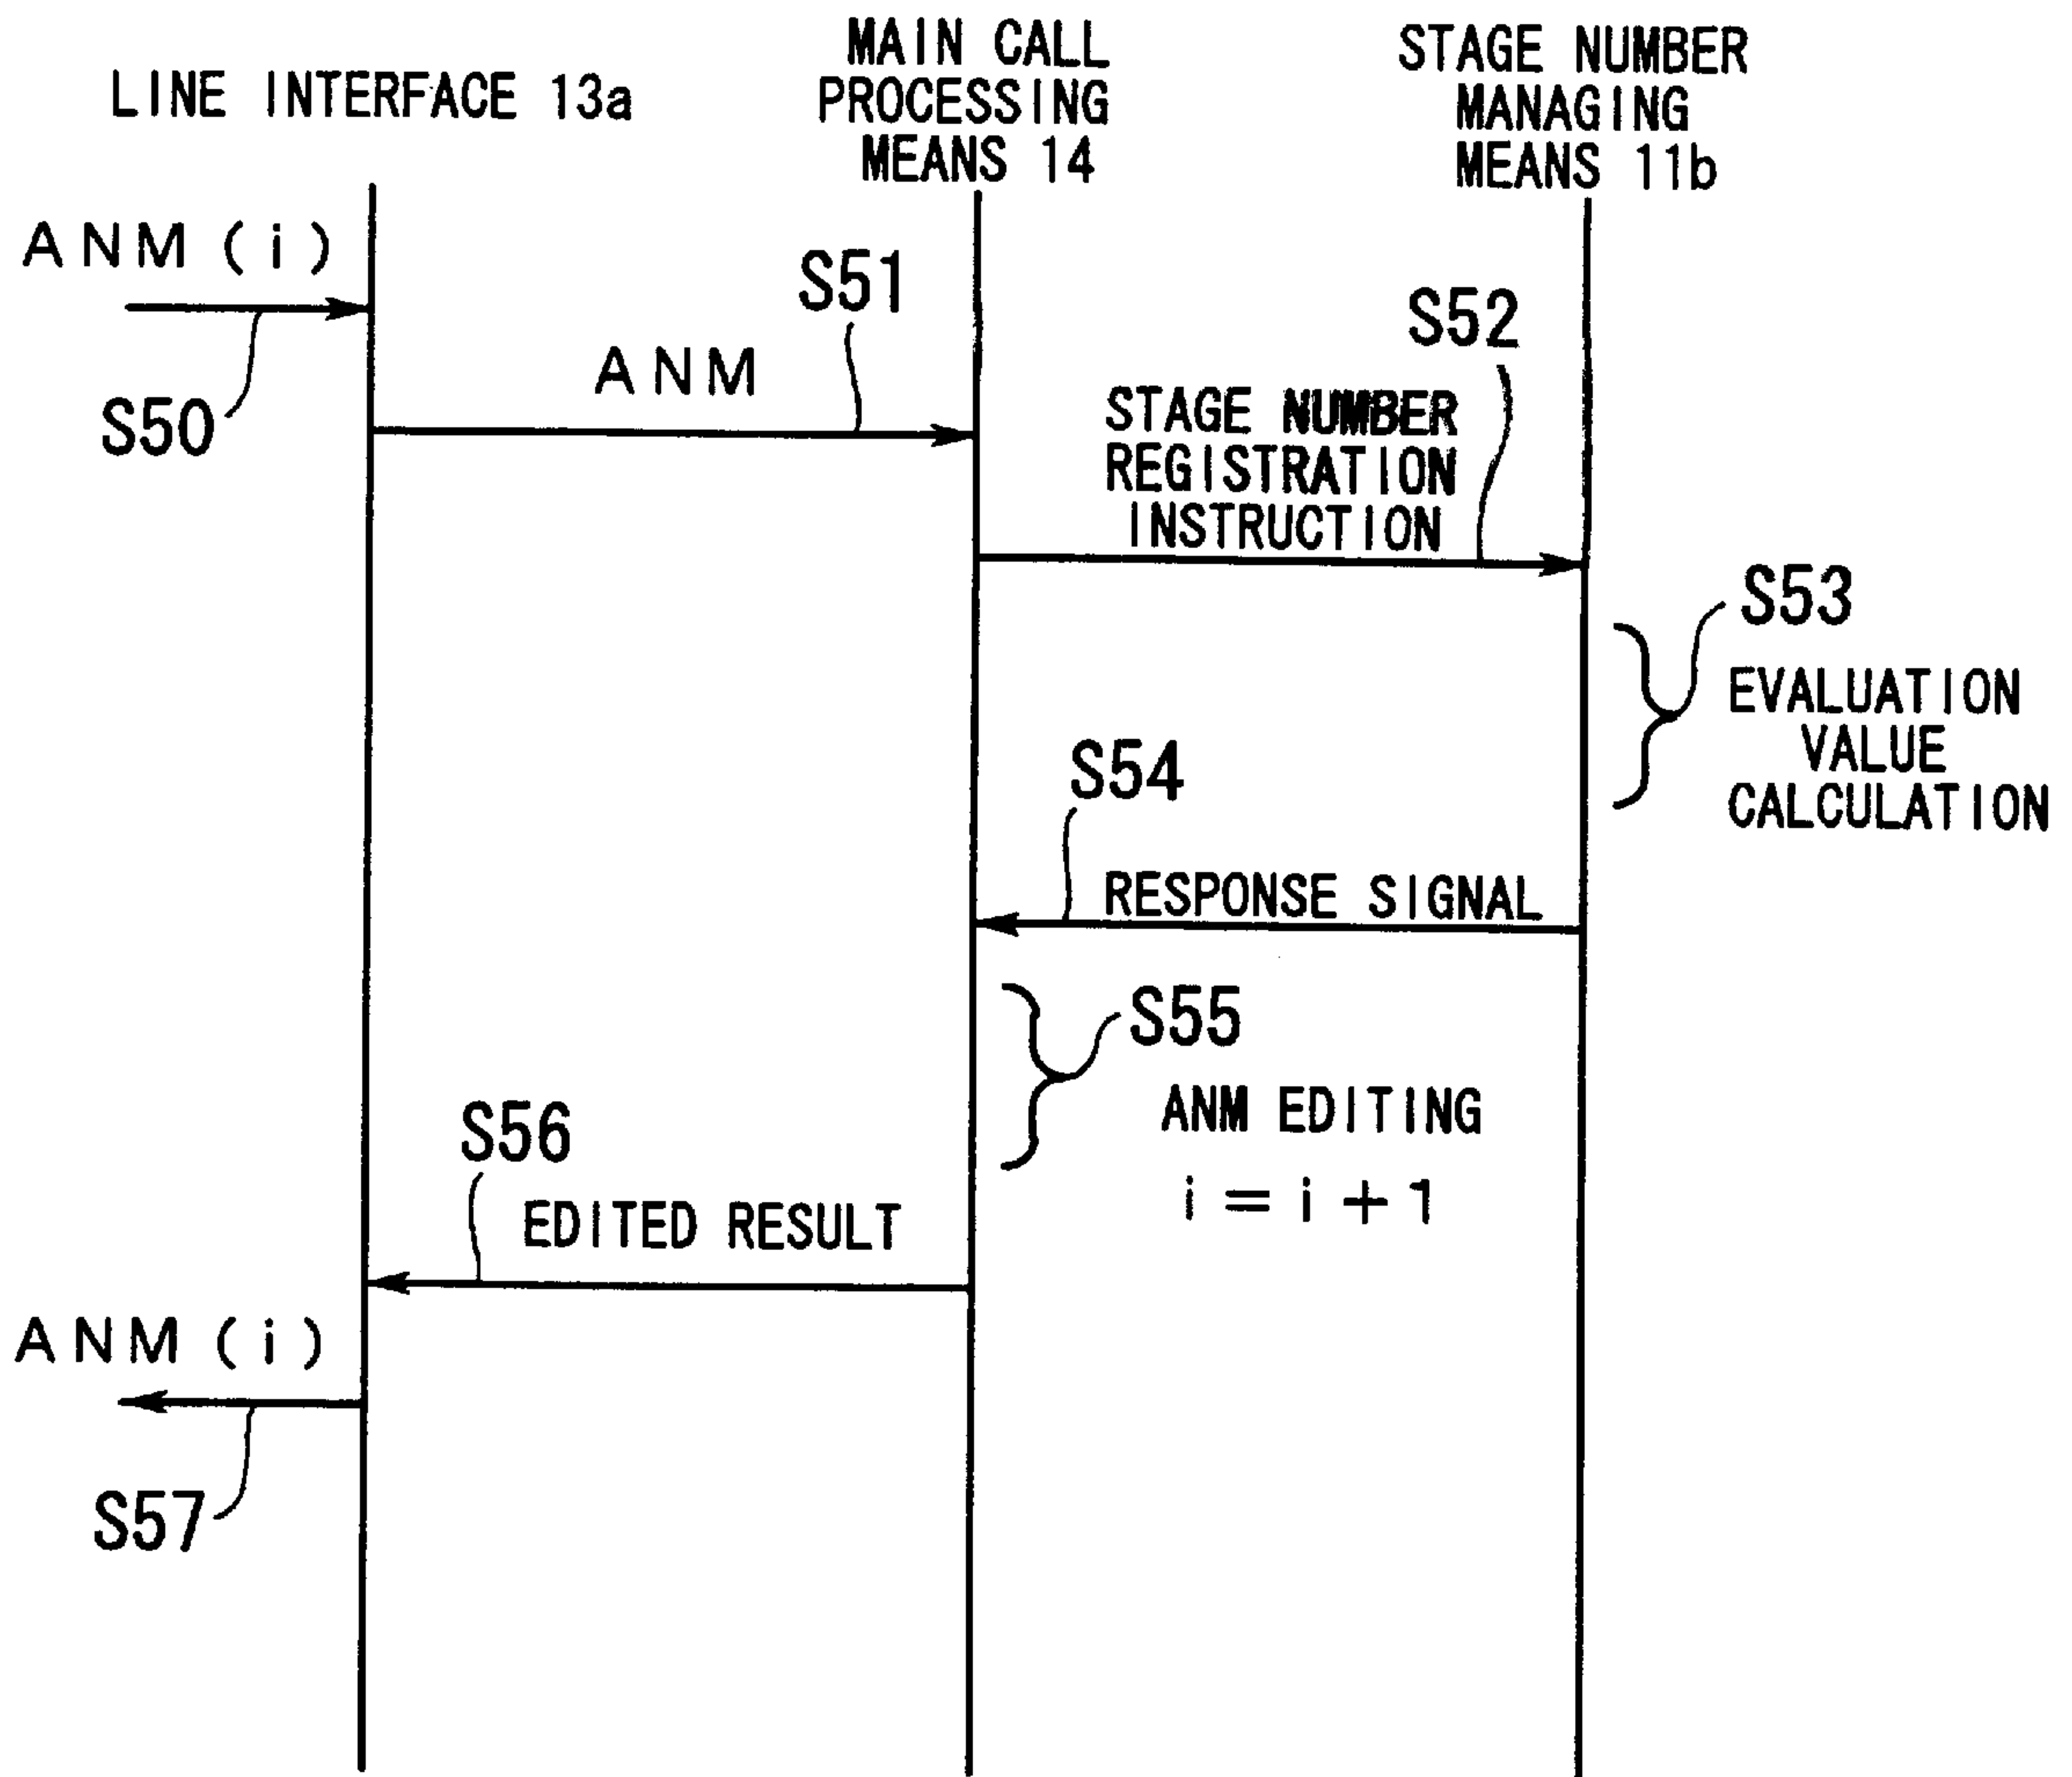 LINE INTERFACE 13a
MAIN CALL
PROCESSING
MEANS 14
STAGE NUMBER
MANAGING
MEANS 11b
ANM (i)
S50
S51
ANM
S52
STAGE NUMBER
REGISTRATION
INSTRUCTION
S53
EVALUATION
VALUE
CALCULATION
S54
RESPONSE SIGNAL
S55
ANM EDITING
i = i + 1
S56
EDITED RESULT
ANM (i)
S57